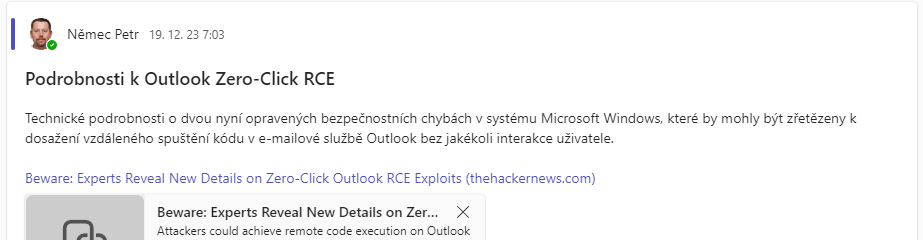 Němec Petr 19. 12. 23 7:03
Podrobnosti k Outlook Zero-Click RCE
Technické podrobnosti o dvou nyní opravených bezpečnostních chybách v systému Microsoft Windows, které by mohly být zřetězeny k
dosažení vzdáleného spuštění kódu v e-mailové službě Outlook bez jakékoli interakce uživatele.
Beware: Experts Reveal New Details on Zero-Click Outlook RCE Exploits (thehackernews.com)
Beware: Experts Reveal New Details on Zer...
Attackers could achieve remote code execution on Outlook